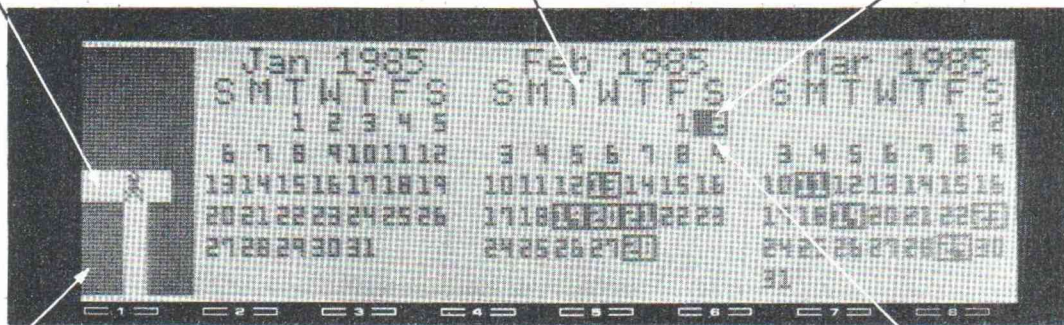 Jan 1985
S M T W T F S
1 2 3 4 5
6 7 8 9 10 11 12
13 14 15 16 17 18 19
20 21 22 23 24 25 26
27 28 29 30 31
Feb 1985
S M T W T F S
1 2
3 4 5 6 7 8 9
10 11 12 13 14 15 16
17 18 19 20 21 22 23
24 25 26 27 28
Mar 1985
S M T W T F S
1 2
3 4 5 6 7 8 9
10 11 12 13 14 15 16
17 18 19 20 21 22 23
24 25 26 27 28 29 30
31
1 2 3 4 5 6 7 8